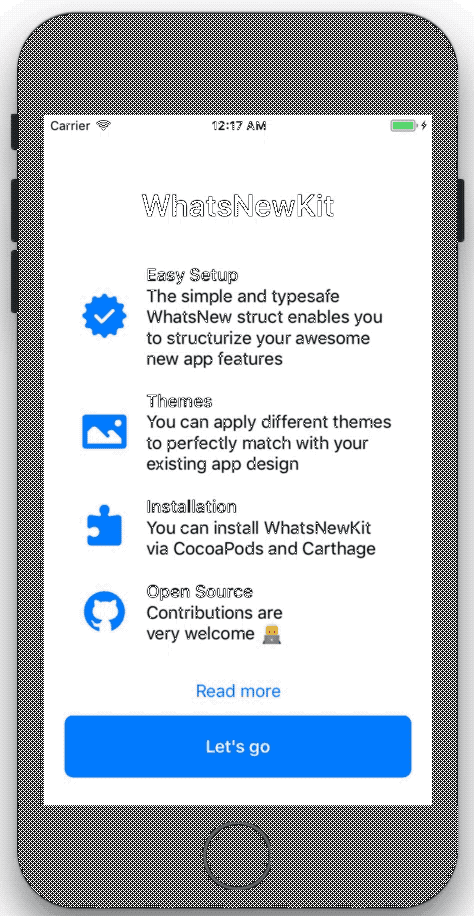 Carrier 12:17 AM
WhatsNewKit
Easy Setup
The simple and typesafe
WhatsNew struct enables you
to structurize your awesome
new app features
Themes
You can apply different themes
to perfectly match with your
existing app design
Installation
You can install WhatsNewKit
via CocoaPods and Carthage
Open Source
Contributions are
very welcome 👨‍💻
Read more
Let's go